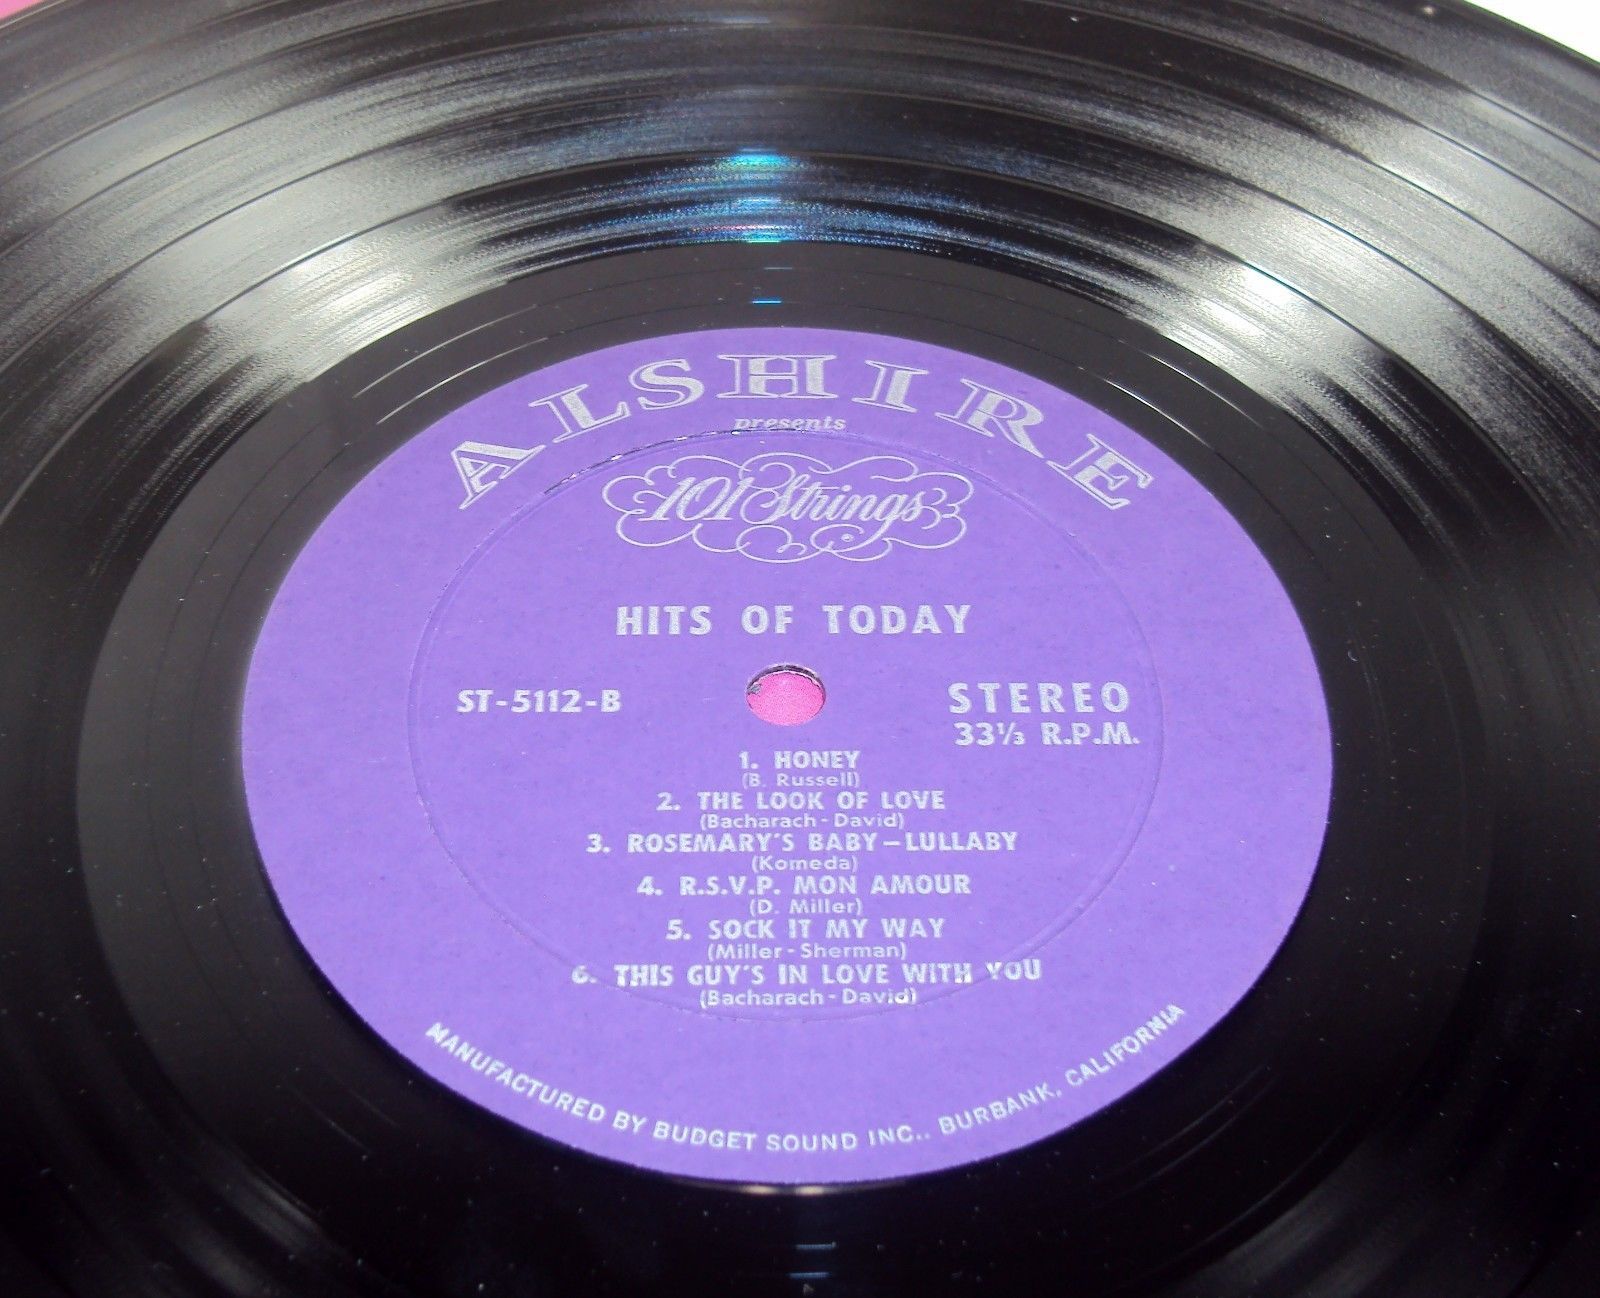 ALSHIRE
presents
101 Strings
HITS OF TODAY
ST-5112-B
STEREO
33⅓ R.P.M.
1. HONEY
(B. Russell)
2. THE LOOK OF LOVE
(Bacharach - David)
3. ROSEMARY'S BABY – LULLABY
(Komeda)
4. R.S.V.P. MON AMOUR
(D. Miller)
5. SOCK IT MY WAY
(Miller - Sherman)
6. THIS GUY'S IN LOVE WITH YOU
(Bacharach - David)
MANUFACTURED BY BUDGET SOUND INC.. BURBANK, CALIFORNIA